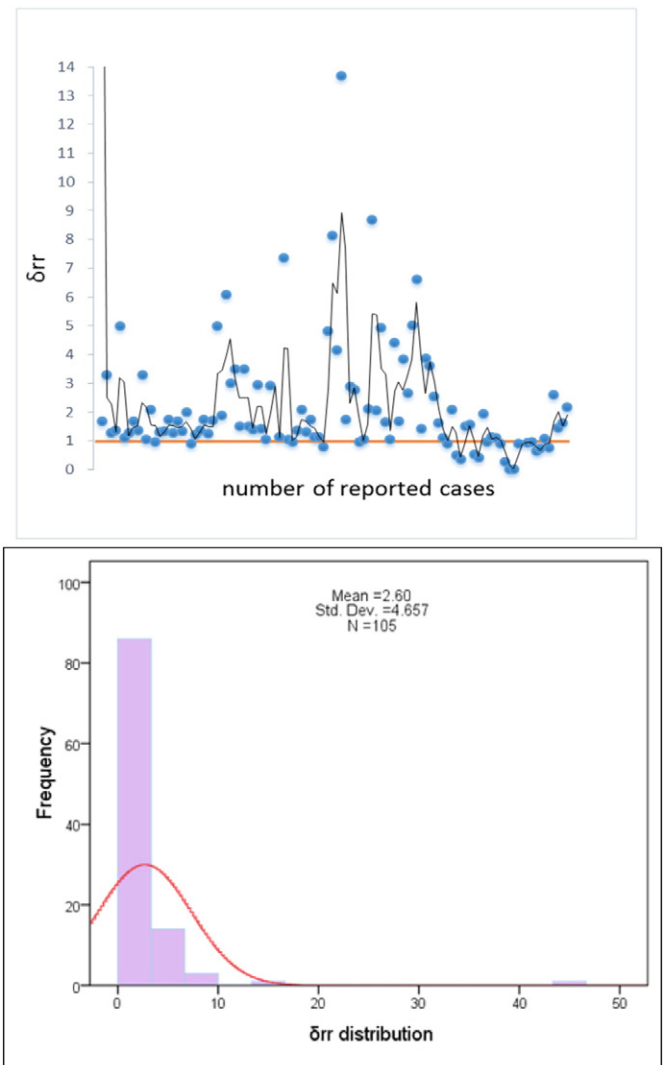 14
13
12
11
10
9
8
7
6
5
4
3
2
1
0
δrr
number of reported cases
Mean =2.60
Std. Dev. =4.657
N =105
100
80
60
40
20
0
Frequency
0 10 20 30 40 50
δrr distribution